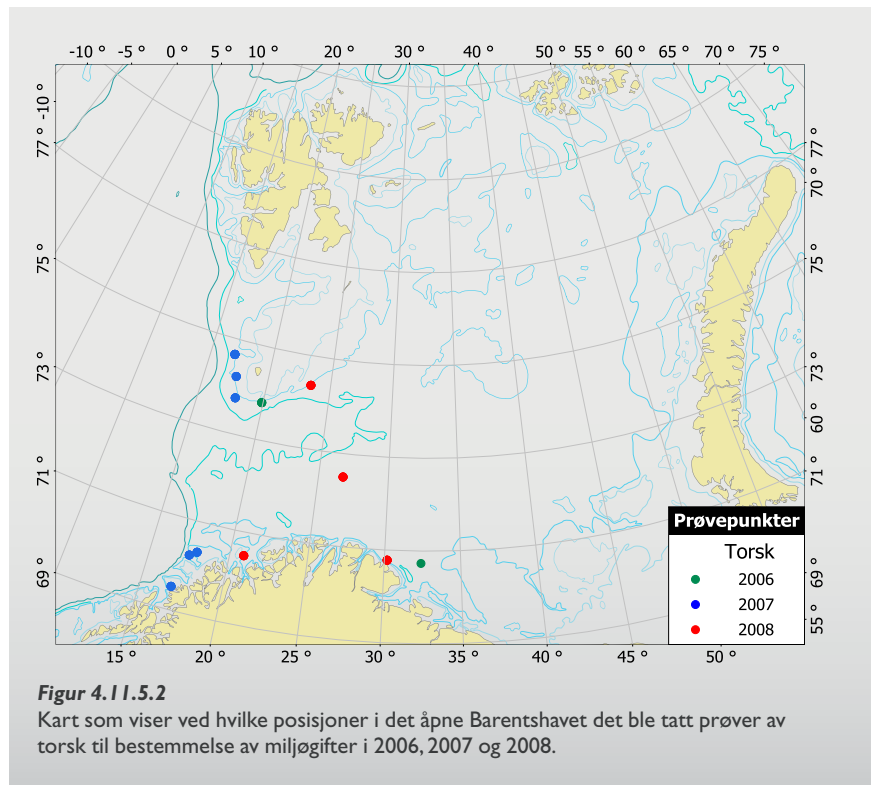 -10 ° -5 ° 0 ° 5 ° 10 ° 20 ° 30 ° 40 ° 50 ° 55 ° 60 ° 65 ° 70 ° 75 °
-10 °
77 °
75 °
73 °
71 °
69 °
77 °
70 °
75 °
73 °
60 °
71 °
69 °
55 °
Prøvepunkter
Torsk
2006
2007
2008
15 ° 20 ° 25 ° 30 ° 35 ° 40 ° 45 ° 50 °
Figur 4.11.5.2
Kart som viser ved hvilke posisjoner i det åpne Barentshavet det ble tatt prøver av
torsk til bestemmelse av miljøgifter i 2006, 2007 og 2008.